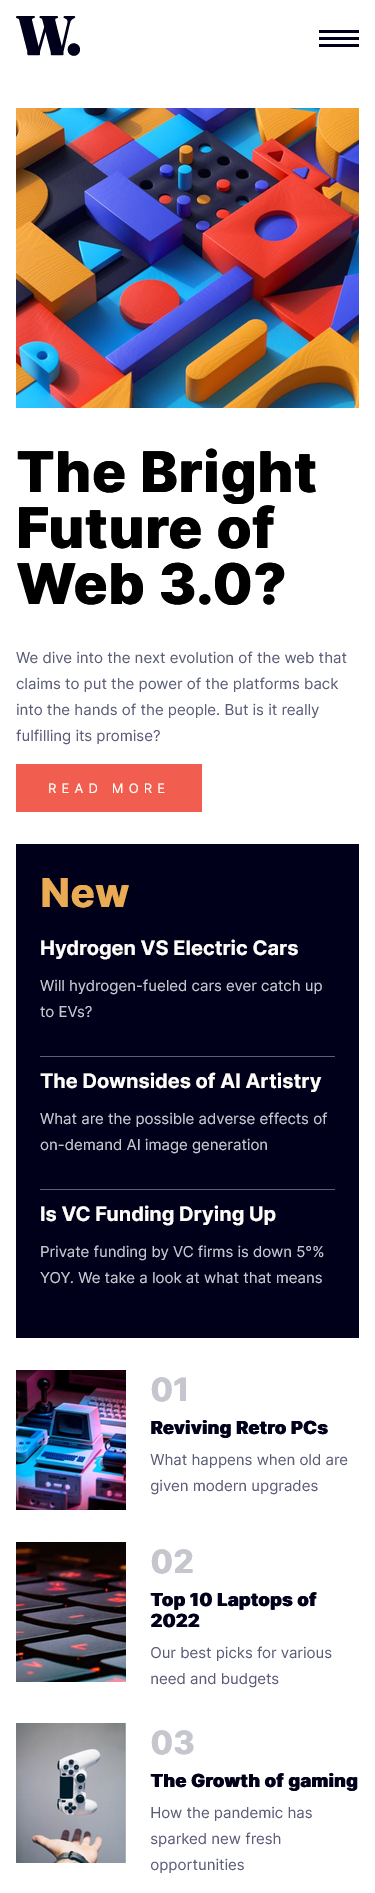 W.
The Bright
Future of
Web 3.0?
We dive into the next evolution of the web that
claims to put the power of the platforms back
into the hands of the people. But is it really
fulfilling its promise?
READ MORE
New
Hydrogen VS Electric Cars
Will hydrogen-fueled cars ever catch up
to EVs?
The Downsides of AI Artistry
What are the possible adverse effects of
on-demand AI image generation
Is VC Funding Drying Up
Private funding by VC firms is down 5°%
YOY. We take a look at what that means
01
Reviving Retro PCs
What happens when old are
given modern upgrades
02
Top 10 Laptops of
2022
Our best picks for various
need and budgets
03
The Growth of gaming
How the pandemic has
sparked new fresh
opportunities